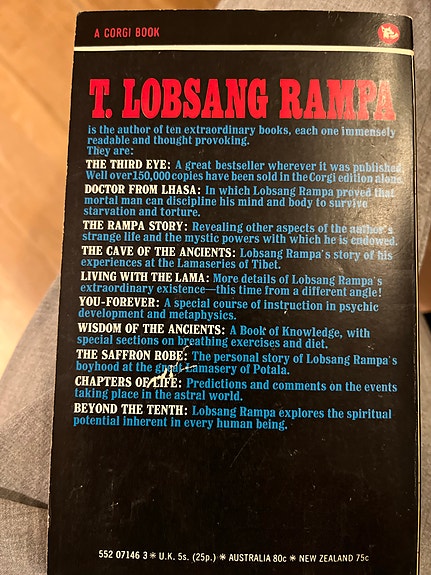 A CORGI BOOK
T. LOBSANG RAMPA
is the author of ten extraordinary books, each one immensely
readable and thought provoking.
They are:
THE THIRD EYE: A great bestseller wherever it was published.
Well over 150,000 copies have been sold in the Corgi edition alone.
DOCTOR FROM LHASA: In which Lobsang Rampa proved that
mortal man can discipline his mind and body to survive
starvation and torture.
THE RAMPA STORY: Revealing other aspects of the author's
strange life and the mystic powers with which he is endowed.
THE CAVE OF THE ANCIENTS: Lobsang Rampa's story of his
experiences at the Lamaseries of Tibet.
LIVING WITH THE LAMA: More details of Lobsang Rampa's
extraordinary existence—this time from a different angle!
YOU-FOREVER: A special course of instruction in psychic
development and metaphysics.
WISDOM OF THE ANCIENTS: A Book of Knowledge, with
special sections on breathing exercises and diet.
THE SAFFRON ROBE: The personal story of Lobsang Rampa's
boyhood at the great Lamasery of Potala.
CHAPTERS OF LIFE: Predictions and comments on the events
taking place in the astral world.
BEYOND THE TENTH: Lobsang Rampa explores the spiritual
potential inherent in every human being.
552 07146 3 * U.K. 5s. (25p.) * AUSTRALIA 80c * NEW ZEALAND 75c